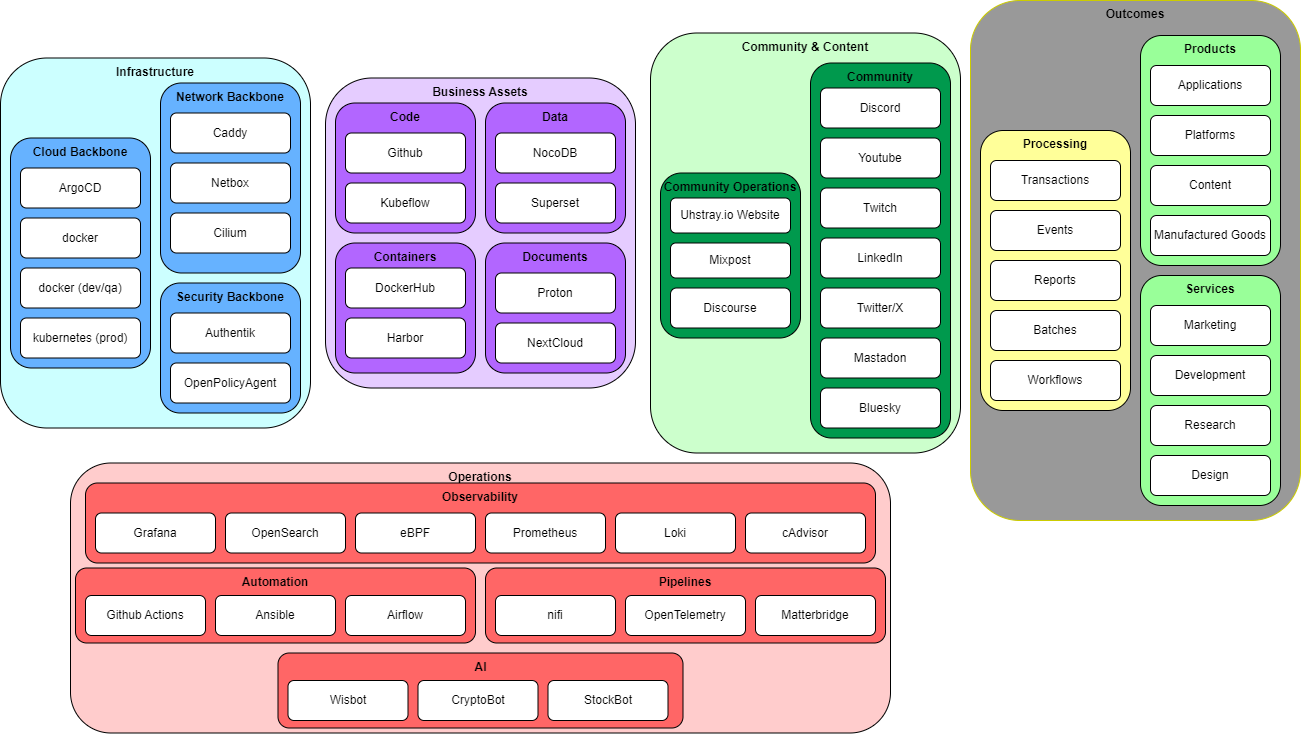 Infrastructure
Cloud Backbone
ArgoCD
docker
docker (dev/qa)
kubernetes (prod)
Network Backbone
Caddy
Netbox
Cilium
Security Backbone
Authentik
OpenPolicyAgent
Business Assets
Code
Github
Kubeflow
Data
NocoDB
Superset
Containers
DockerHub
Harbor
Documents
Proton
NextCloud
Community & Content
Community Operations
Uhstray.io Website
Mixpost
Discourse
Community
Discord
Youtube
Twitch
LinkedIn
Twitter/X
Mastadon
Bluesky
Outcomes
Processing
Transactions
Events
Reports
Batches
Workflows
Products
Applications
Platforms
Content
Manufactured Goods
Services
Marketing
Development
Research
Design
Operations
Observability
Grafana
OpenSearch
eBPF
Prometheus
Loki
cAdvisor
Automation
Github Actions
Ansible
Airflow
Pipelines
nifi
OpenTelemetry
Matterbridge
AI
Wisbot
CryptoBot
StockBot